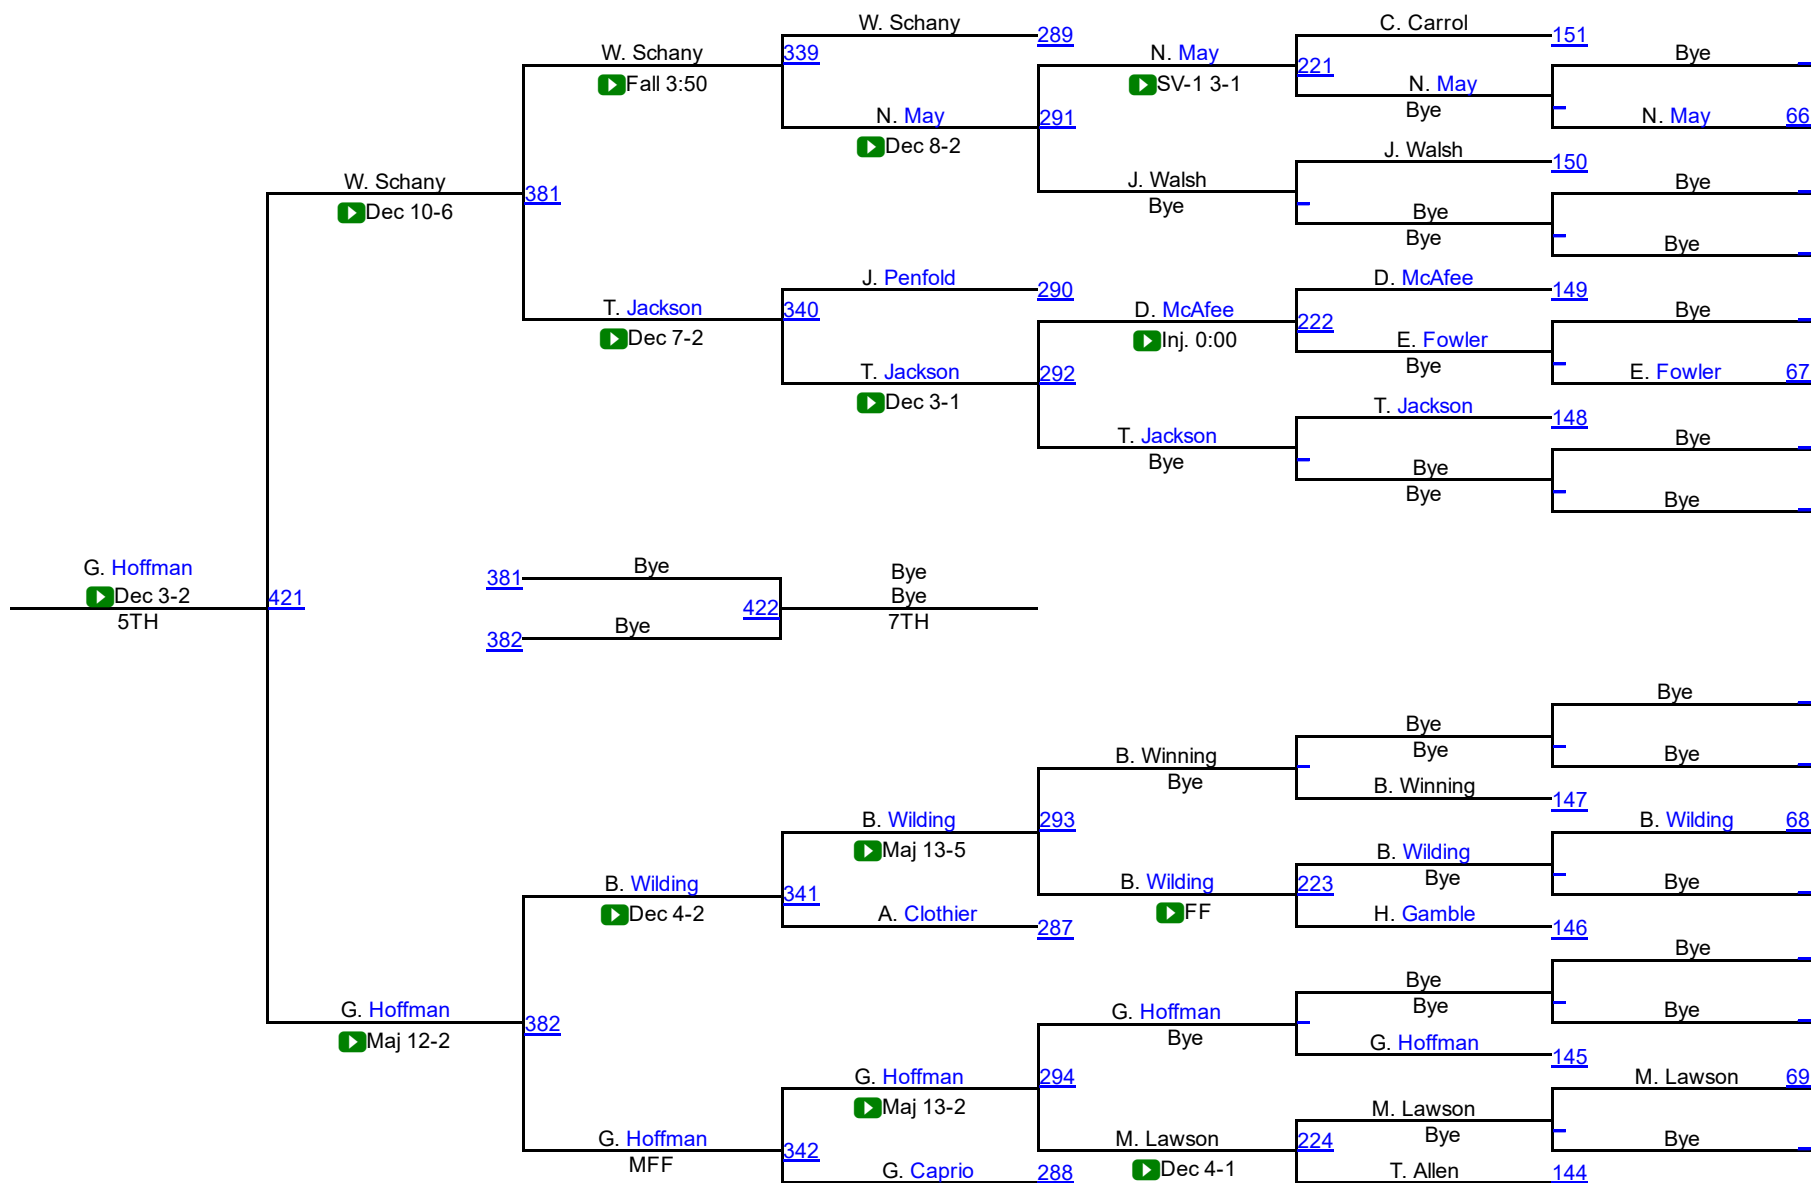 W. Schany
289
C. Carrol
151
W. Schany
339
N. May
221
Bye
Fall 3:50
SV-1 3-1
N. May
Bye
N. May
291
N. May
66
Dec 8-2
J. Walsh
150
W. Schany
381
J. Walsh
Bye
Dec 10-6
Bye
Bye
Bye
Bye
J. Penfold
290
D. McAfee
149
T. Jackson
340
D. McAfee
222
Bye
Dec 7-2
Inj. 0:00
E. Fowler
Bye
T. Jackson
292
E. Fowler
67
Dec 3-1
T. Jackson
148
T. Jackson
Bye
Bye
Bye
Bye
Bye
G. Hoffman
381
Bye
Bye
Dec 3-2
421
422
Bye
5TH
382
Bye
7TH
Bye
Bye
Bye
B. Winning
Bye
Bye
B. Winning
147
B. Wilding
293
B. Wilding
68
Maj 13-5
B. Wilding
Bye
B. Wilding
341
B. Wilding
223
Bye
Dec 4-2
FF
A. Clothier
287
H. Gamble
146
Bye
Bye
Bye
G. Hoffman
382
G. Hoffman
Bye
Bye
Maj 12-2
G. Hoffman
145
G. Hoffman
294
M. Lawson
69
Maj 13-2
M. Lawson
Bye
G. Hoffman
342
M. Lawson
224
Bye
MFF
Dec 4-1
G. Caprio
288
T. Allen
144